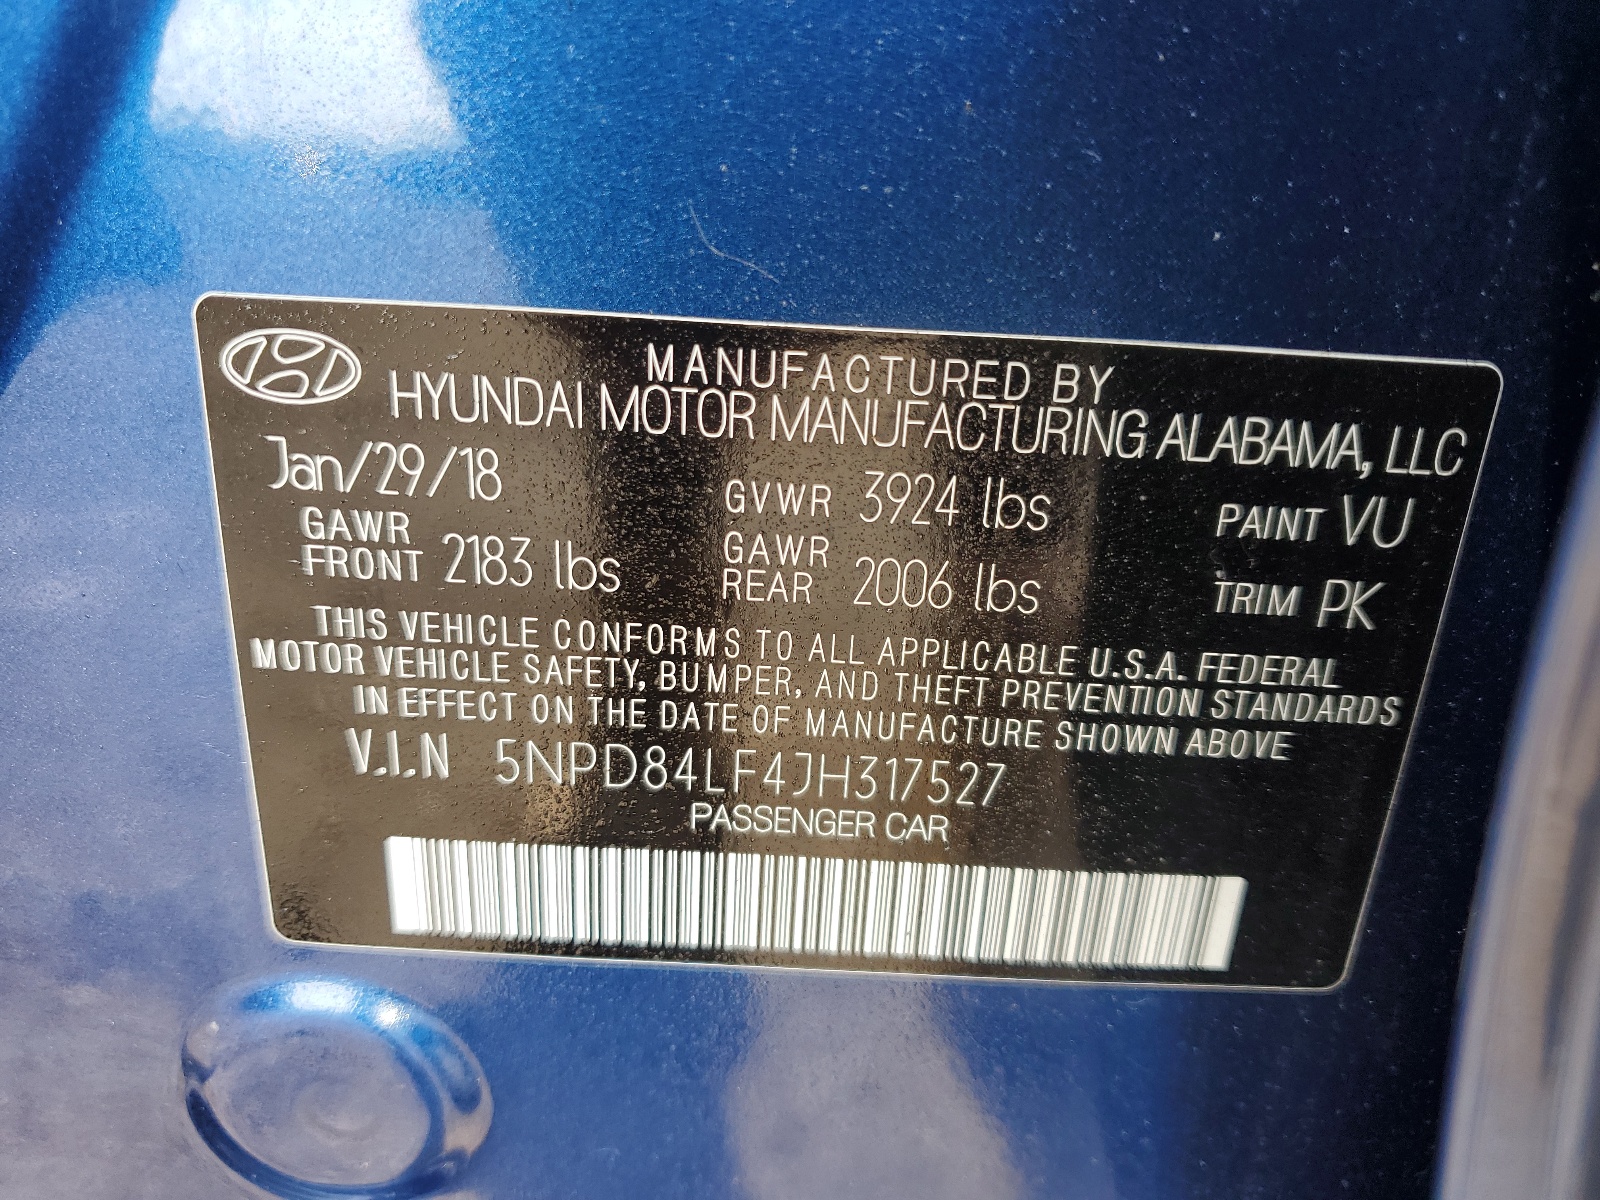 MANUFACTURED BY
HYUNDAI MOTOR MANUFACTURING ALABAMA, LLC
Jan/29/18 GVWR 3924 lbs PAINT VU
GAWR FRONT 2183 lbs GAWR REAR 2006 lbs TRIM PK
THIS VEHICLE CONFORMS TO ALL APPLICABLE U.S.A. FEDERAL
MOTOR VEHICLE SAFETY, BUMPER, AND THEFT PREVENTION STANDARDS
IN EFFECT ON THE DATE OF MANUFACTURE SHOWN ABOVE
V.I.N 5NPD84LF4JH317527
PASSENGER CAR